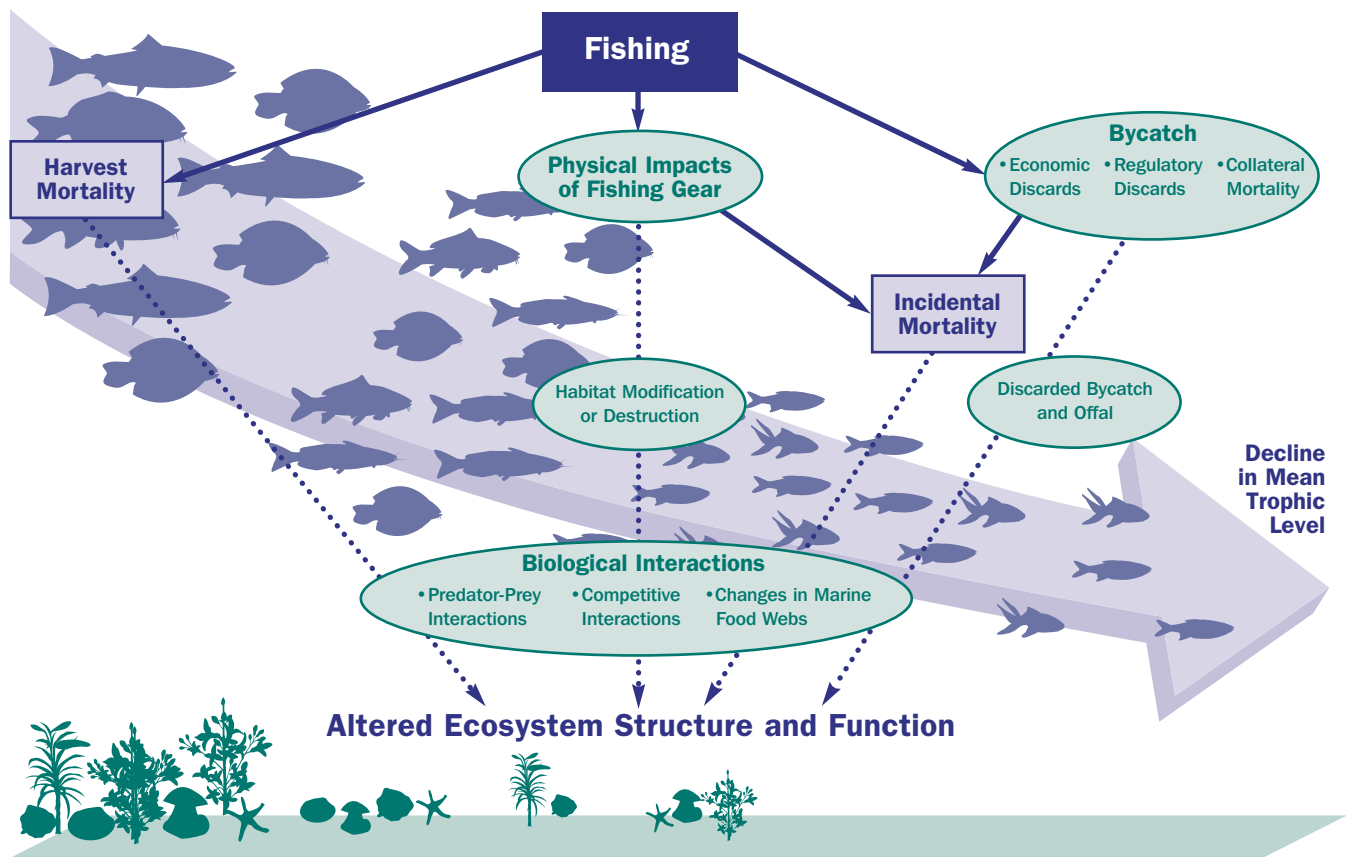 Fishing
Harvest
Mortality
Physical Impacts
of Fishing Gear
Bycatch
• Economic
Discards
• Regulatory
Discards
• Collateral
Mortality
Incidental
Mortality
Habitat Modification
or Destruction
Discarded Bycatch
and Offal
Decline
in Mean
Trophic
Level
Biological Interactions
• Predator-Prey
Interactions
• Competitive
Interactions
• Changes in Marine
Food Webs
Altered Ecosystem Structure and Function